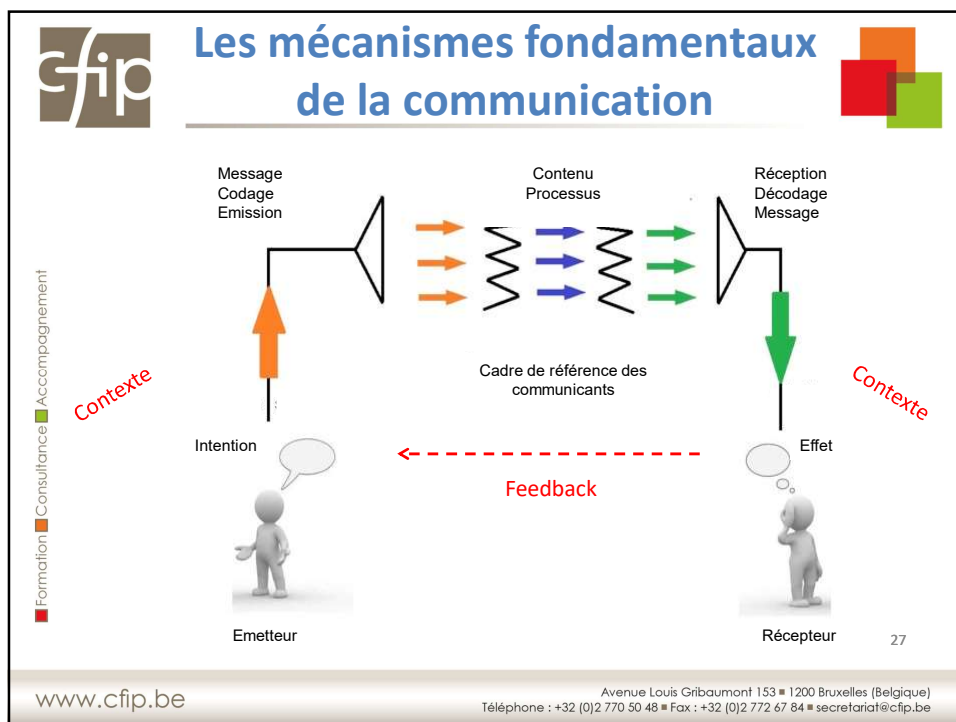 cfip
Les mécanismes fondamentaux
de la communication
Message
Codage
Emission
Contenu
Processus
Réception
Décodage
Message
Cadre de référence des
communicants
Contexte
Contexte
Intention
Effet
Feedback
Emetteur
Récepteur
27
Formation Consultance Accompagnement
www.cfip.be
Avenue Louis Gribaumont 153 ■ 1200 Bruxelles (Belgique)
Téléphone : +32 (0)2 770 50 48 ■ Fax : +32 (0)2 772 67 84 ■ secretariat@cfip.be